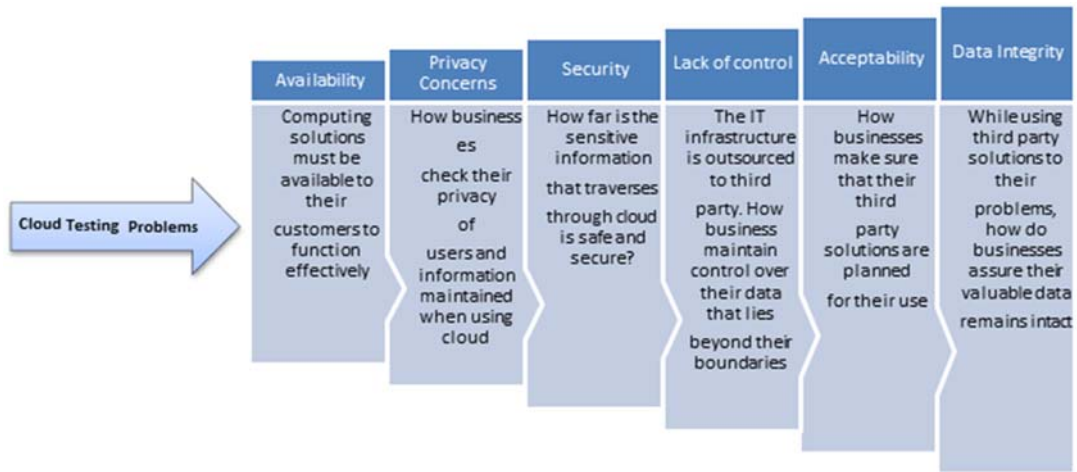 Cloud Testing Problems
Availability
Computing
solutions
must be
available to
their
customers to
function
effectively
Privacy
Concerns
How business
es
check their
privacy
of
users and
information
maintained
when using
cloud
Security
How far is the
sensitive
information
that traverses
through cloud
is safe and
secure?
Lack of control
The IT
infrastructure
is outsourced
to third
party. How
business
maintain
control over
their data
that lies
beyond their
boundaries
Acceptability
How
businesses
make sure
that their
third
party
solutions are
planned
for their use
Data Integrity
While using
third party
solutions to
their
problems,
how do
businesses
assure their
valuable data
remains intact